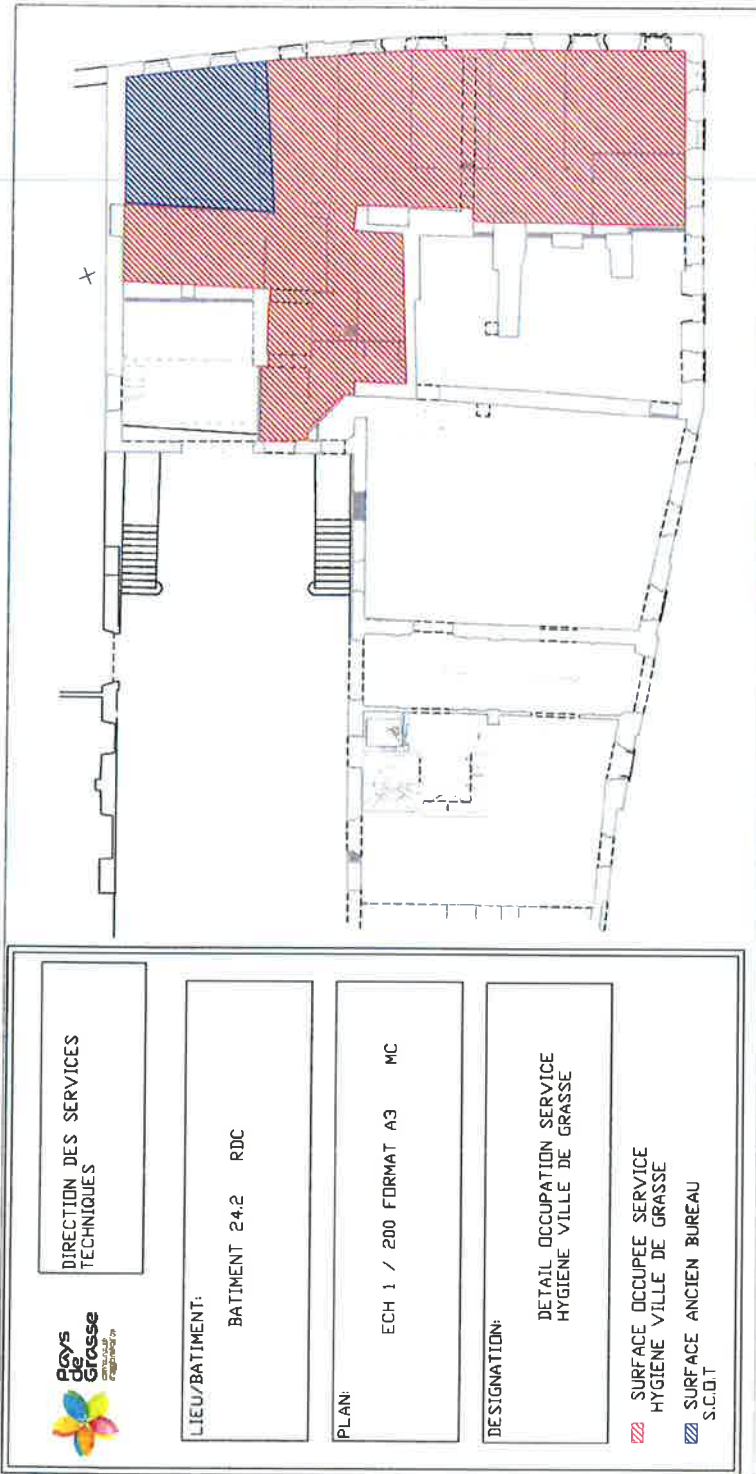 Pays
de
Grasse
communauté
d'agglomération
DIRECTION DES SERVICES
TECHNIQUES
LIEU/BATIMENT:
BATIMENT 24.2 RDC
PLAN:
ECH 1 / 200 FORMAT A3 MC
DESIGNATION:
DETAIL OCCUPATION SERVICE
HYGIENE VILLE DE GRASSE
SURFACE OCCUPEE SERVICE
HYGIENE VILLE DE GRASSE
SURFACE ANCIEN BUREAU
S.C.O.T